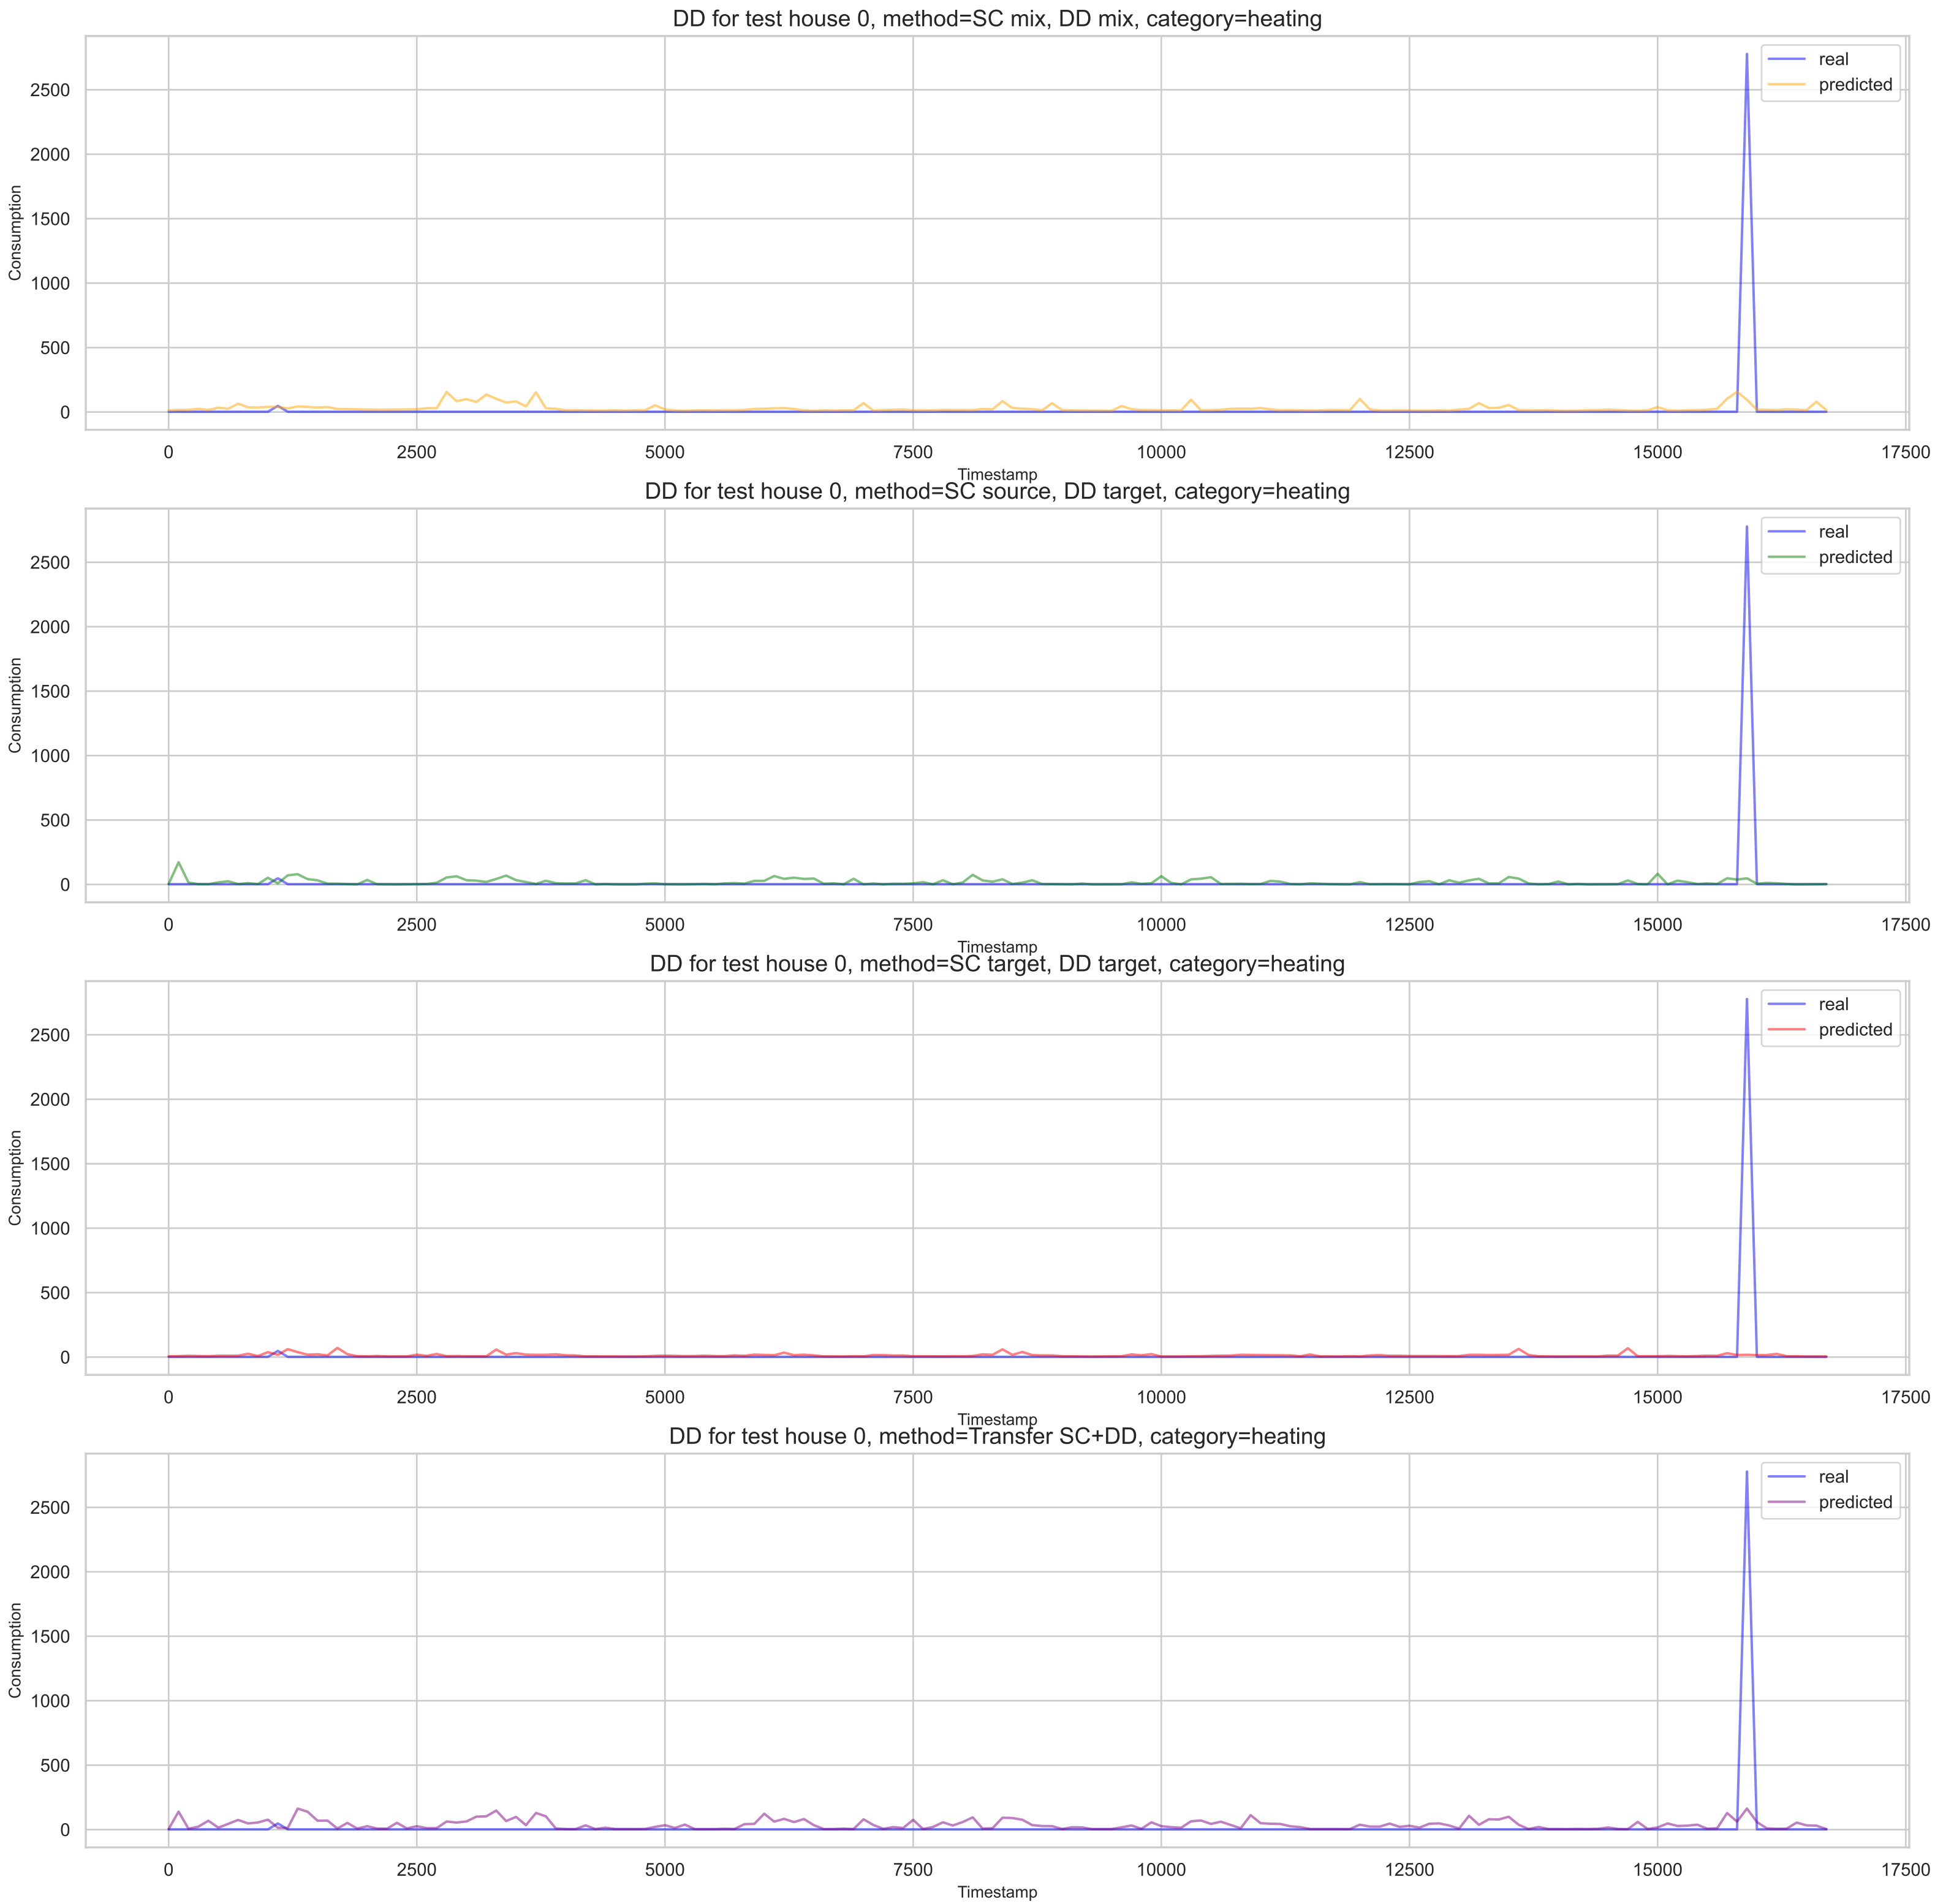 DD for test house 0, method=SC mix, DD mix, category=heating
real
predicted
2500
2000
1500
1000
500
0
Consumption
0 2500 5000 7500 10000 12500 15000 17500
Timestamp
DD for test house 0, method=SC source, DD target, category=heating
real
predicted
2500
2000
1500
1000
500
0
Consumption
0 2500 5000 7500 10000 12500 15000 17500
Timestamp
DD for test house 0, method=SC target, DD target, category=heating
real
predicted
2500
2000
1500
1000
500
0
Consumption
0 2500 5000 7500 10000 12500 15000 17500
Timestamp
DD for test house 0, method=Transfer SC+DD, category=heating
real
predicted
2500
2000
1500
1000
500
0
Consumption
0 2500 5000 7500 10000 12500 15000 17500
Timestamp